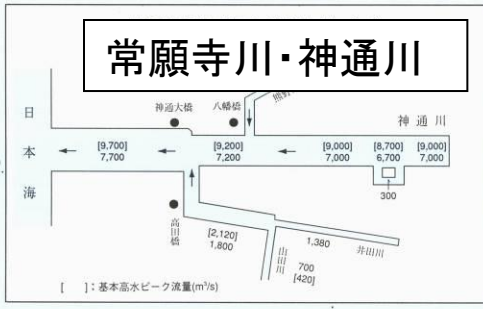 常願寺川・神通川
熊野
神通大橋
八幡橋
神通川
日本海
[9,700]
7,700
[9,200]
7,200
[9,000]
7,000
[8,700]
6,700
[9,000]
7,000
300
高田橋
[2,120]
1,800
山田川
1,380
井田川
700
[420]
[ ]：基本高水ピーク流量(m³/s)